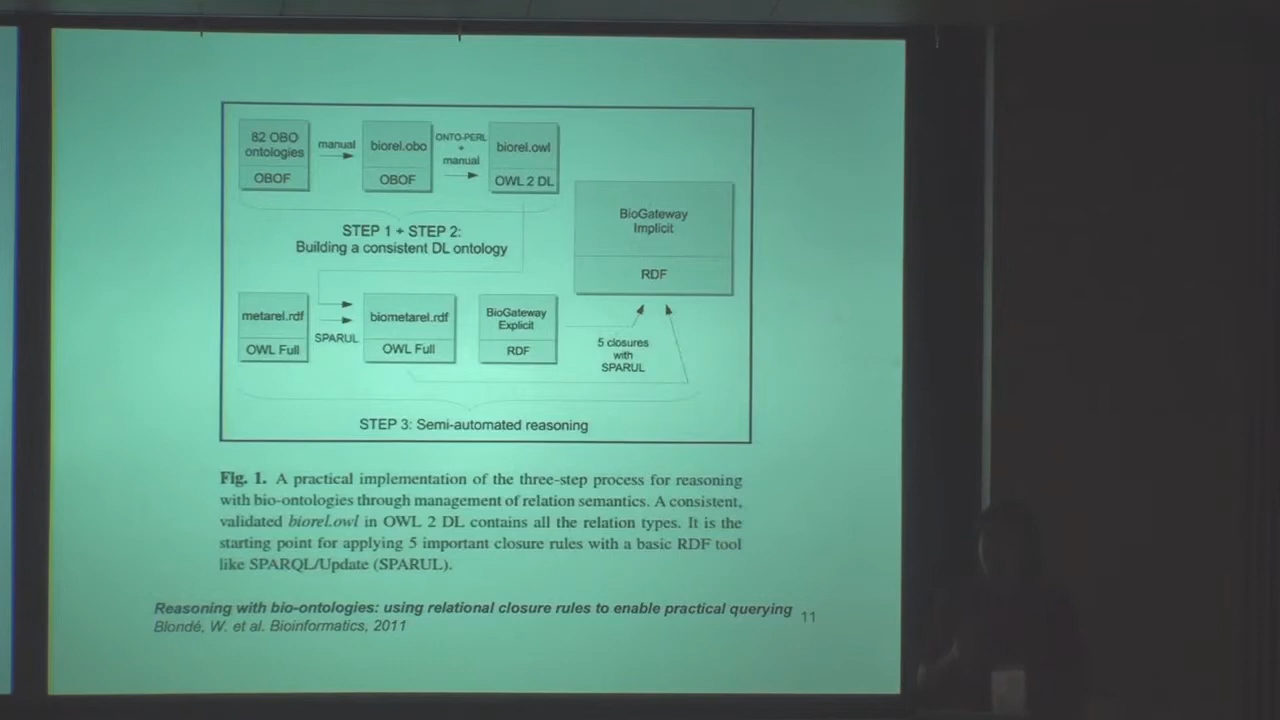 82 OBO
ontologies
OBOF
manual
biorel.obo
OBOF
ONTO-PERL
+
manual
biorel.owl
OWL 2 DL
BioGateway
Implicit
RDF
STEP 1 + STEP 2:
Building a consistent DL ontology
metarel.rdf
OWL Full
SPARUL
biometarel.rdf
OWL Full
BioGateway
Explicit
RDF
5 closures
with
SPARUL
STEP 3: Semi-automated reasoning
Fig. 1. A practical implementation of the three-step process for reasoning
with bio-ontologies through management of relation semantics. A consistent,
validated biorel.owl in OWL 2 DL contains all the relation types. It is the
starting point for applying 5 important closure rules with a basic RDF tool
like SPARQL/Update (SPARUL).
Reasoning with bio-ontologies: using relational closure rules to enable practical querying
Blondé, W. et al. Bioinformatics, 2011
11